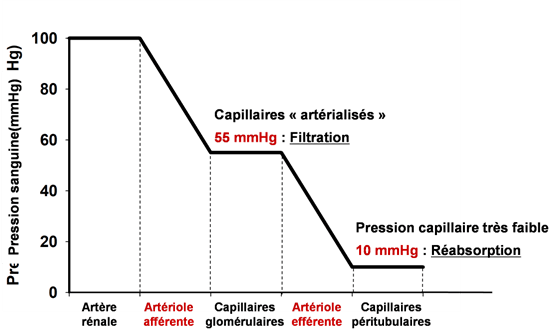 Pression sanguine(mmHg) Hg)
100
80
60
40
20
0
Capillaires « artérialisés »
55 mmHg : Filtration
Pression capillaire très faible
10 mmHg : Réabsorption
Artère
rénale
Artériole
afférente
Capillaires
glomérulaires
Artériole
efférente
Capillaires
péritubulaires